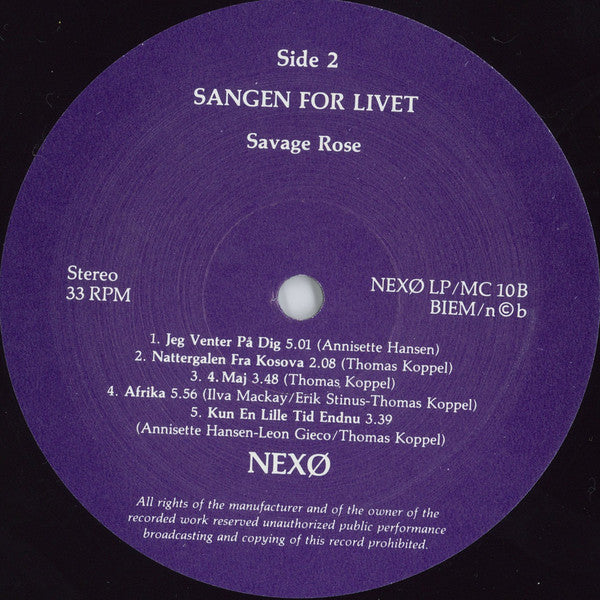 Side 2
SANGEN FOR LIVET
Savage Rose
Stereo
33 RPM
NEXØ LP/MC 10B
BIEM/n©b
1. Jeg Venter På Dig 5.01 (Annisette Hansen)
2. Nattergalen Fra Kosova 2.08 (Thomas Koppel)
3. 4. Maj 3.48 (Thomas Koppel)
4. Afrika 5.56 (Ilva Mackay/Erik Stinus-Thomas Koppel)
5. Kun En Lille Tid Endnu 3.39
(Annisette Hansen-Leon Gieco/Thomas Koppel)
NEXØ
All rights of the manufacturer and of the owner of the
recorded work reserved unauthorized public performance
broadcasting and copying of this record prohibited.